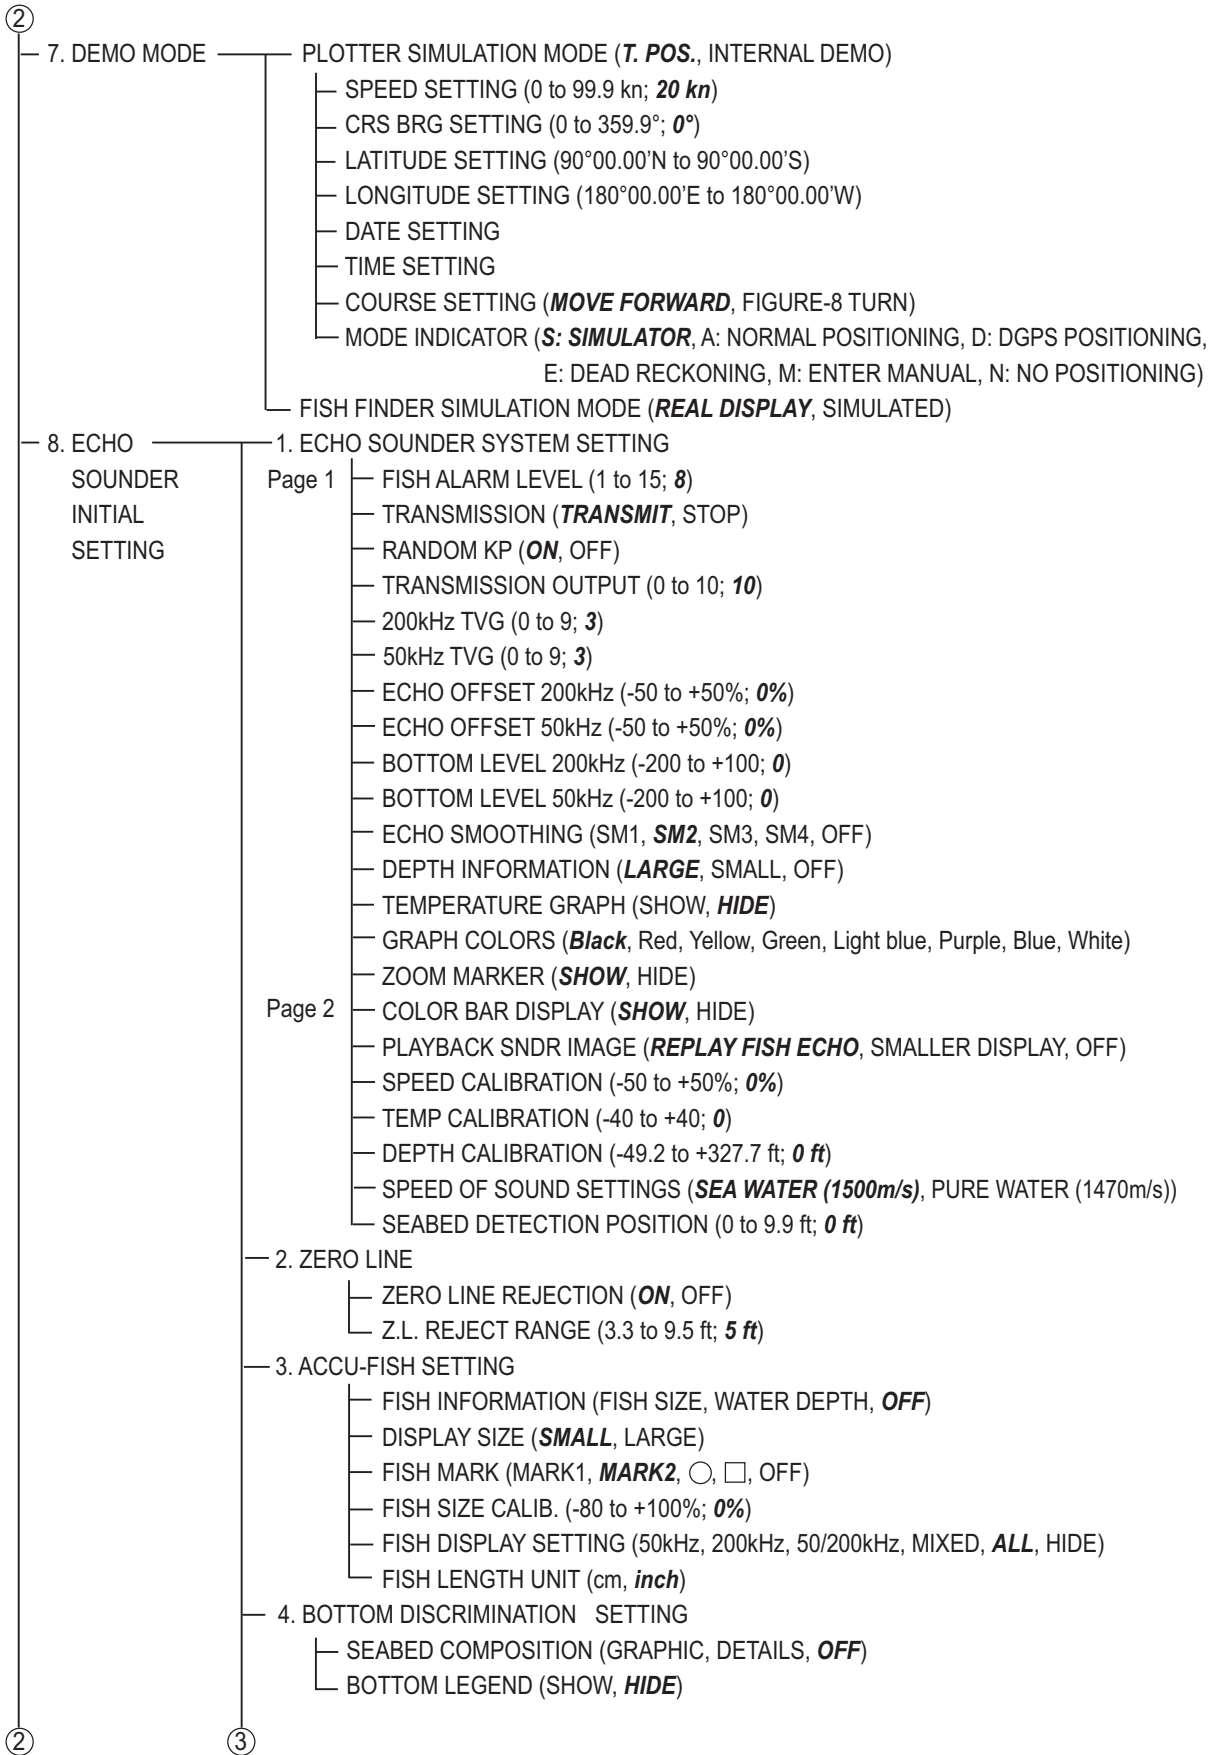 2
7. DEMO MODE PLOTTER SIMULATION MODE (T. POS., INTERNAL DEMO)
SPEED SETTING (0 to 99.9 kn; 20 kn)
CRS BRG SETTING (0 to 359.9°; 0°)
LATITUDE SETTING (90°00.00’N to 90°00.00’S)
LONGITUDE SETTING (180°00.00’E to 180°00.00’W)
DATE SETTING
TIME SETTING
COURSE SETTING (MOVE FORWARD, FIGURE-8 TURN)
MODE INDICATOR (S: SIMULATOR, A: NORMAL POSITIONING, D: DGPS POSITIONING,
E: DEAD RECKONING, M: ENTER MANUAL, N: NO POSITIONING)
FISH FINDER SIMULATION MODE (REAL DISPLAY, SIMULATED)
8. ECHO 1. ECHO SOUNDER SYSTEM SETTING
SOUNDER Page 1 FISH ALARM LEVEL (1 to 15; 8)
INITIAL TRANSMISSION (TRANSMIT, STOP)
SETTING RANDOM KP (ON, OFF)
TRANSMISSION OUTPUT (0 to 10; 10)
200kHz TVG (0 to 9; 3)
50kHz TVG (0 to 9; 3)
ECHO OFFSET 200kHz (-50 to +50%; 0%)
ECHO OFFSET 50kHz (-50 to +50%; 0%)
BOTTOM LEVEL 200kHz (-200 to +100; 0)
BOTTOM LEVEL 50kHz (-200 to +100; 0)
ECHO SMOOTHING (SM1, SM2, SM3, SM4, OFF)
DEPTH INFORMATION (LARGE, SMALL, OFF)
TEMPERATURE GRAPH (SHOW, HIDE)
GRAPH COLORS (Black, Red, Yellow, Green, Light blue, Purple, Blue, White)
ZOOM MARKER (SHOW, HIDE)
Page 2 COLOR BAR DISPLAY (SHOW, HIDE)
PLAYBACK SNDR IMAGE (REPLAY FISH ECHO, SMALLER DISPLAY, OFF)
SPEED CALIBRATION (-50 to +50%; 0%)
TEMP CALIBRATION (-40 to +40; 0)
DEPTH CALIBRATION (-49.2 to +327.7 ft; 0 ft)
SPEED OF SOUND SETTINGS (SEA WATER (1500m/s), PURE WATER (1470m/s))
SEABED DETECTION POSITION (0 to 9.9 ft; 0 ft)
2. ZERO LINE
ZERO LINE REJECTION (ON, OFF)
Z.L. REJECT RANGE (3.3 to 9.5 ft; 5 ft)
3. ACCU-FISH SETTING
FISH INFORMATION (FISH SIZE, WATER DEPTH, OFF)
DISPLAY SIZE (SMALL, LARGE)
FISH MARK (MARK1, MARK2, ○, □, OFF)
FISH SIZE CALIB. (-80 to +100%; 0%)
FISH DISPLAY SETTING (50kHz, 200kHz, 50/200kHz, MIXED, ALL, HIDE)
FISH LENGTH UNIT (cm, inch)
4. BOTTOM DISCRIMINATION SETTING
SEABED COMPOSITION (GRAPHIC, DETAILS, OFF)
BOTTOM LEGEND (SHOW, HIDE)
2 3